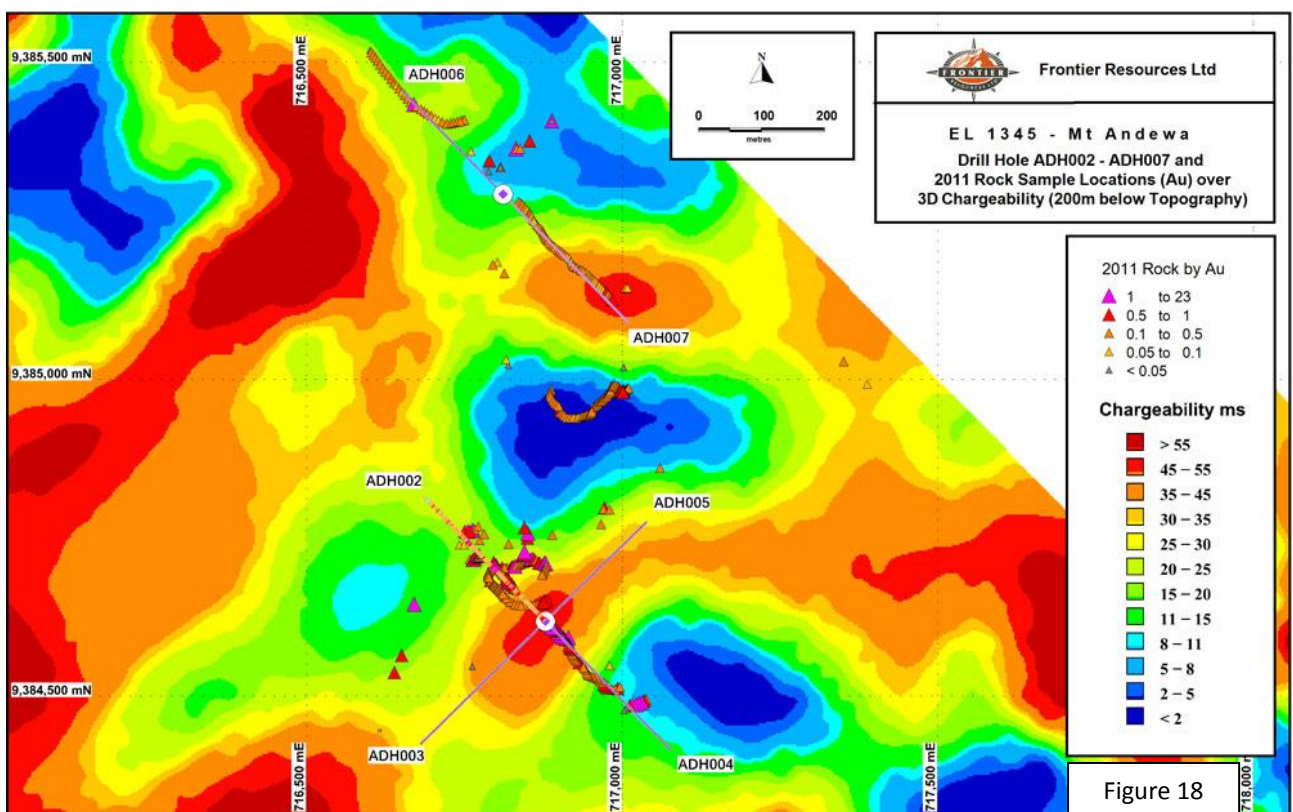 9,385,500 mN
716,500 mE
ADH006
717,000 mE
N
0 100 200
metres
FRONTIER
RESOURCES LTD
Frontier Resources Ltd
EL 1345 - Mt Andewa
Drill Hole ADH002 - ADH007 and
2011 Rock Sample Locations (Au) over
3D Chargeability (200m below Topography)
ADH007
9,385,000 mN
2011 Rock by Au
1 to 23
0.5 to 1
0.1 to 0.5
0.05 to 0.1
< 0.05
Chargeability ms
> 55
45 – 55
35 – 45
30 – 35
25 – 30
20 – 25
15 – 20
11 – 15
8 – 11
5 – 8
2 – 5
< 2
ADH002
ADH005
9,384,500 mN
ADH003
ADH004
716,500 mE
717,000 mE
717,500 mE
718,000 mE
Figure 18